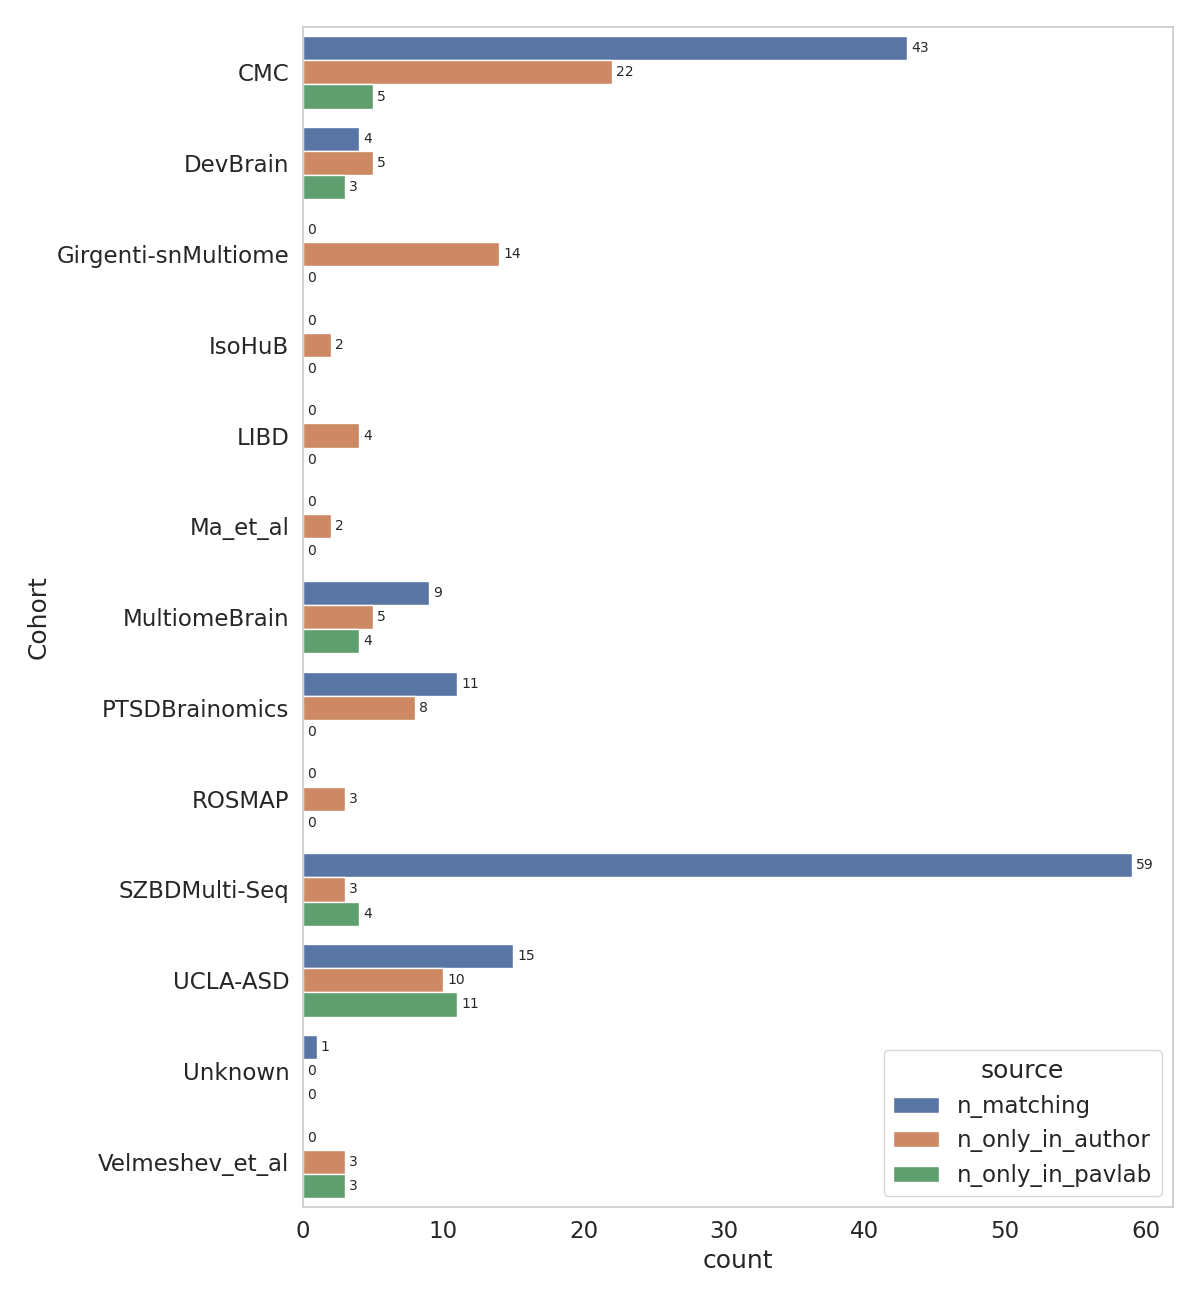 CMC
43
22
5
DevBrain
4
5
3
Girgenti-snMultiome
0
14
0
IsoHuB
0
2
0
LIBD
0
4
0
Ma_et_al
0
2
0
MultiomeBrain
9
5
4
PTSDBrainomics
11
8
0
ROSMAP
0
3
0
SZBDMulti-Seq
59
3
4
UCLA-ASD
15
10
11
Unknown
1
0
0
Velmeshev_et_al
0
3
3
Cohort
source
n_matching
n_only_in_author
n_only_in_pavlab
0 10 20 30 40 50 60
count